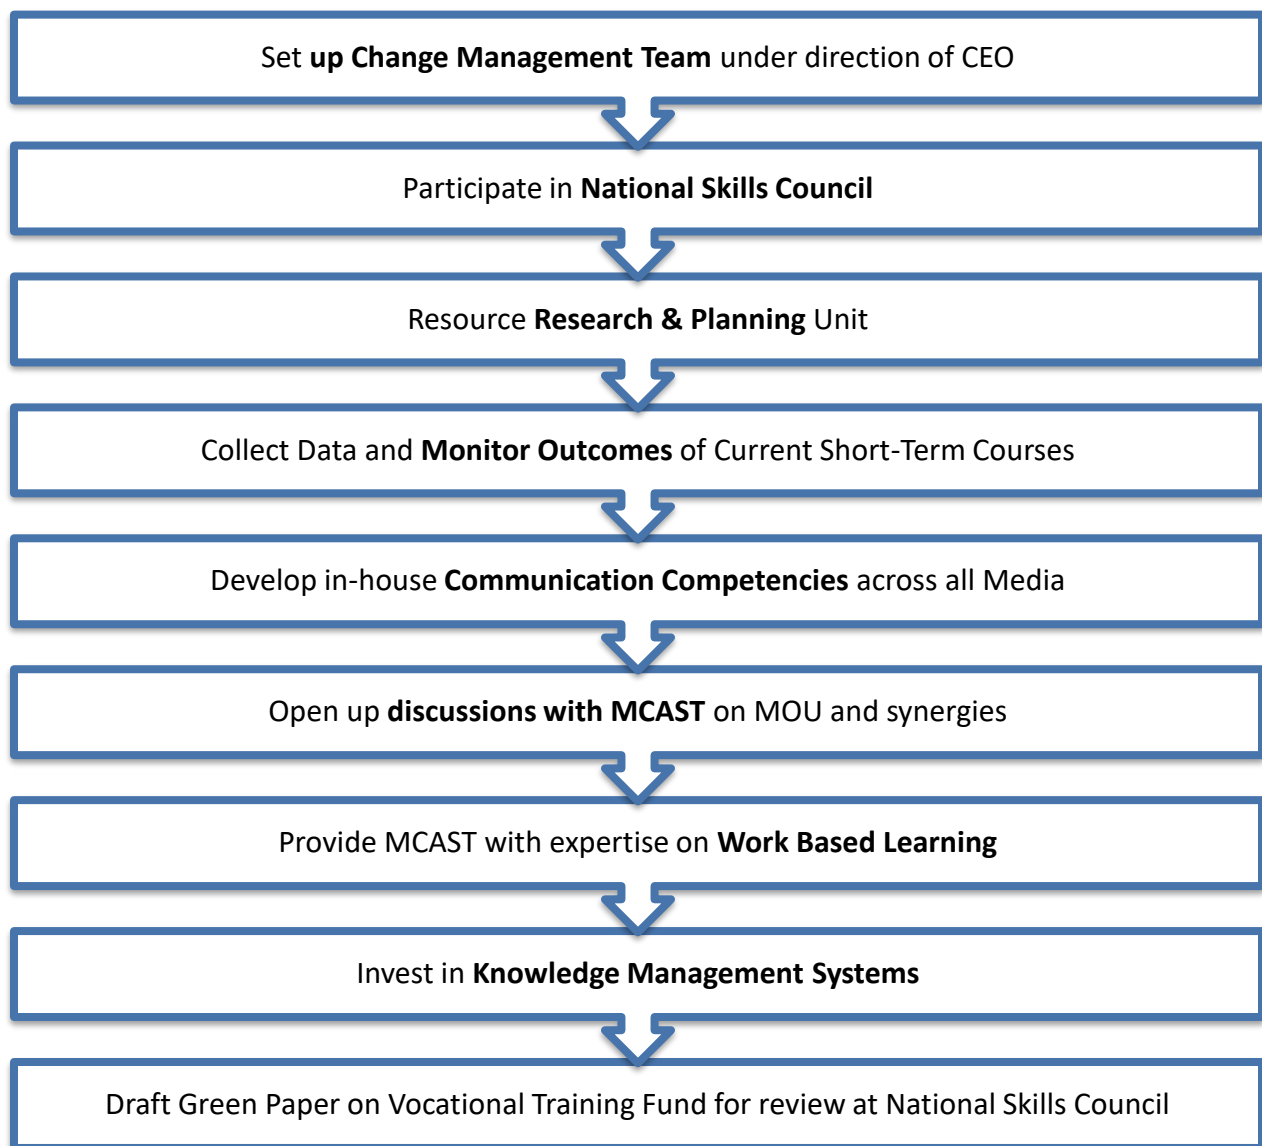 Set up Change Management Team under direction of CEO
Participate in National Skills Council
Resource Research & Planning Unit
Collect Data and Monitor Outcomes of Current Short-Term Courses
Develop in-house Communication Competencies across all Media
Open up discussions with MCAST on MOU and synergies
Provide MCAST with expertise on Work Based Learning
Invest in Knowledge Management Systems
Draft Green Paper on Vocational Training Fund for review at National Skills Council